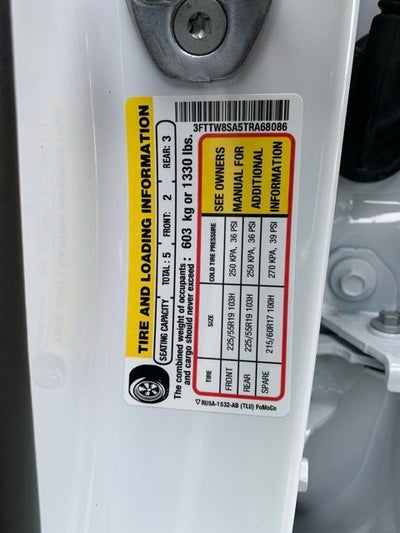 3FTTW8SA5TRA68086
TIRE AND LOADING INFORMATION
SEATING CAPACITY TOTAL: 5 FRONT: 2 REAR: 3
The combined weight of occupants
and cargo should never exceed: 603 kg or 1330 lbs.
TIRE SIZE COLD TIRE PRESSURE
FRONT 225/55R19 103H 250 KPA, 36 PSI
REAR 225/55R19 103H 250 KPA, 36 PSI
SPARE 215/60R17 100H 270 KPA, 39 PSI
SEE OWNERS
MANUAL FOR
ADDITIONAL
INFORMATION
RU5A-1532-AB (TLU) FoMoCo